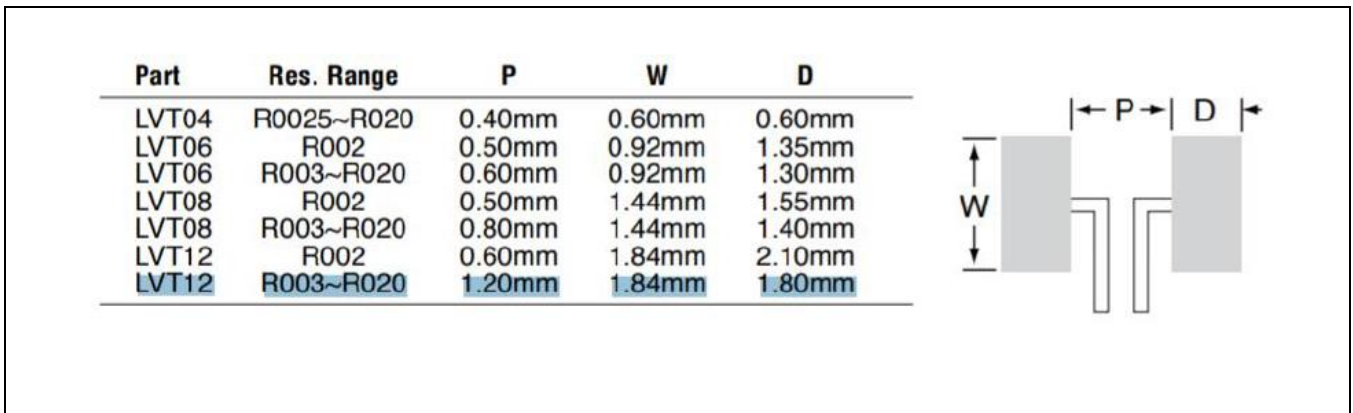 Part Res. Range P W D
LVT04 R0025~R020 0.40mm 0.60mm 0.60mm
LVT06 R002 0.50mm 0.92mm 1.35mm
LVT06 R003~R020 0.60mm 0.92mm 1.30mm
LVT08 R002 0.50mm 1.44mm 1.55mm
LVT08 R003~R020 0.80mm 1.44mm 1.40mm
LVT12 R002 0.60mm 1.84mm 2.10mm
LVT12 R003~R020 1.20mm 1.84mm 1.80mm
P D
W